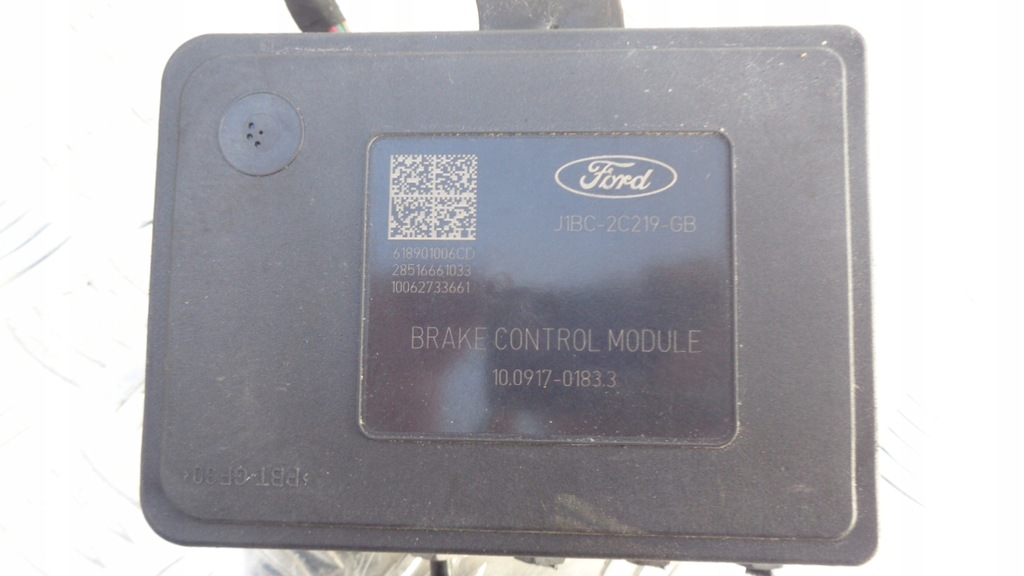 Ford
J1BC-2C219-GB
618901006CD
28516661033
10062733661
BRAKE CONTROL MODULE
10.0917-0183.3
>PBT-GF30<